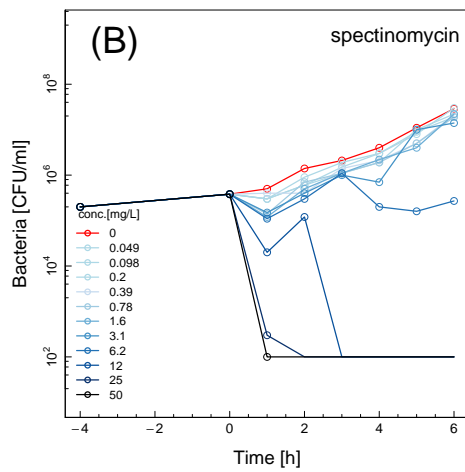 (B)
spectinomycin
Bacteria [CFU/ml]
10^8
10^6
10^4
10^2
conc.[mg/L]
0
0.049
0.098
0.2
0.39
0.78
1.6
3.1
6.2
12
25
50
−4 −2 0 2 4 6
Time [h]